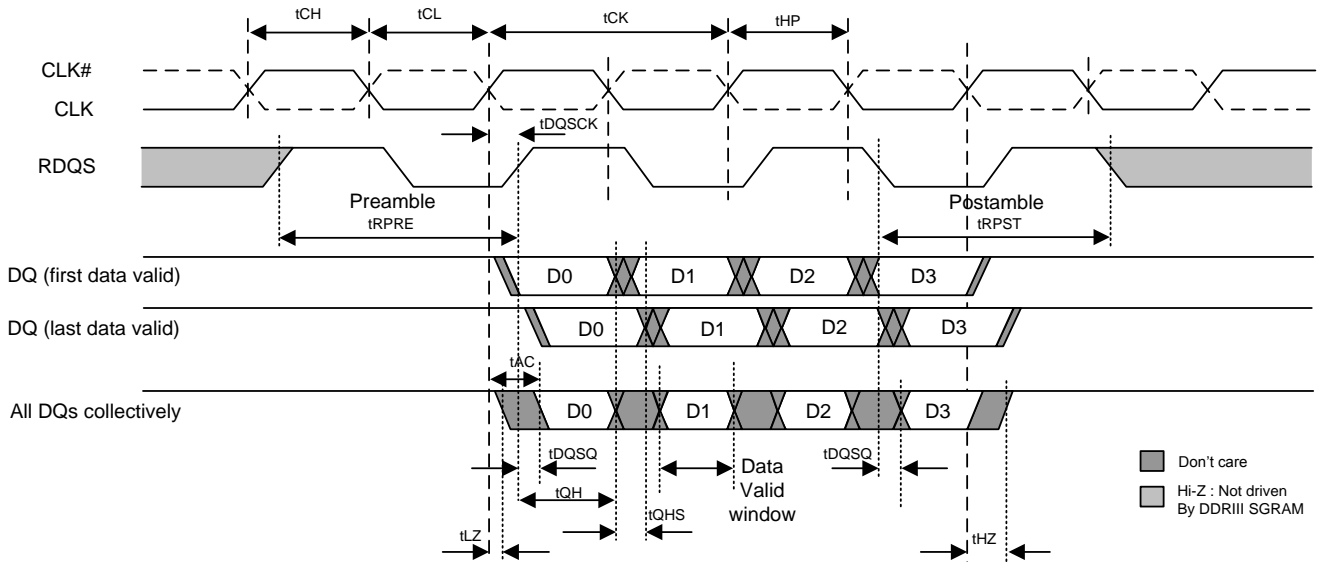 tCH tCL tCK tHP
CLK#
CLK
tDQSCK
RDQS
Preamble
tRPRE
Postamble
tRPST
DQ (first data valid) D0 D1 D2 D3
DQ (last data valid) D0 D1 D2 D3
tAC
All DQs collectively D0 D1 D2 D3
tDQSQ
tDQSQ
Data
Valid
window
tQH
tQHS
tLZ
tHZ
Don't care
Hi-Z : Not driven
By DDRIII SGRAM